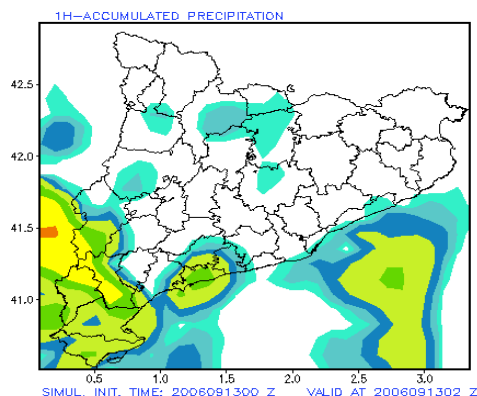 1H-ACCUMULATED PRECIPITATION
42.5
42.0
41.5
41.0
0.5 1.0 1.5 2.0 2.5 3.0
SIMUL. INIT. TIME: 2006091300 Z VALID AT 2006091302 Z